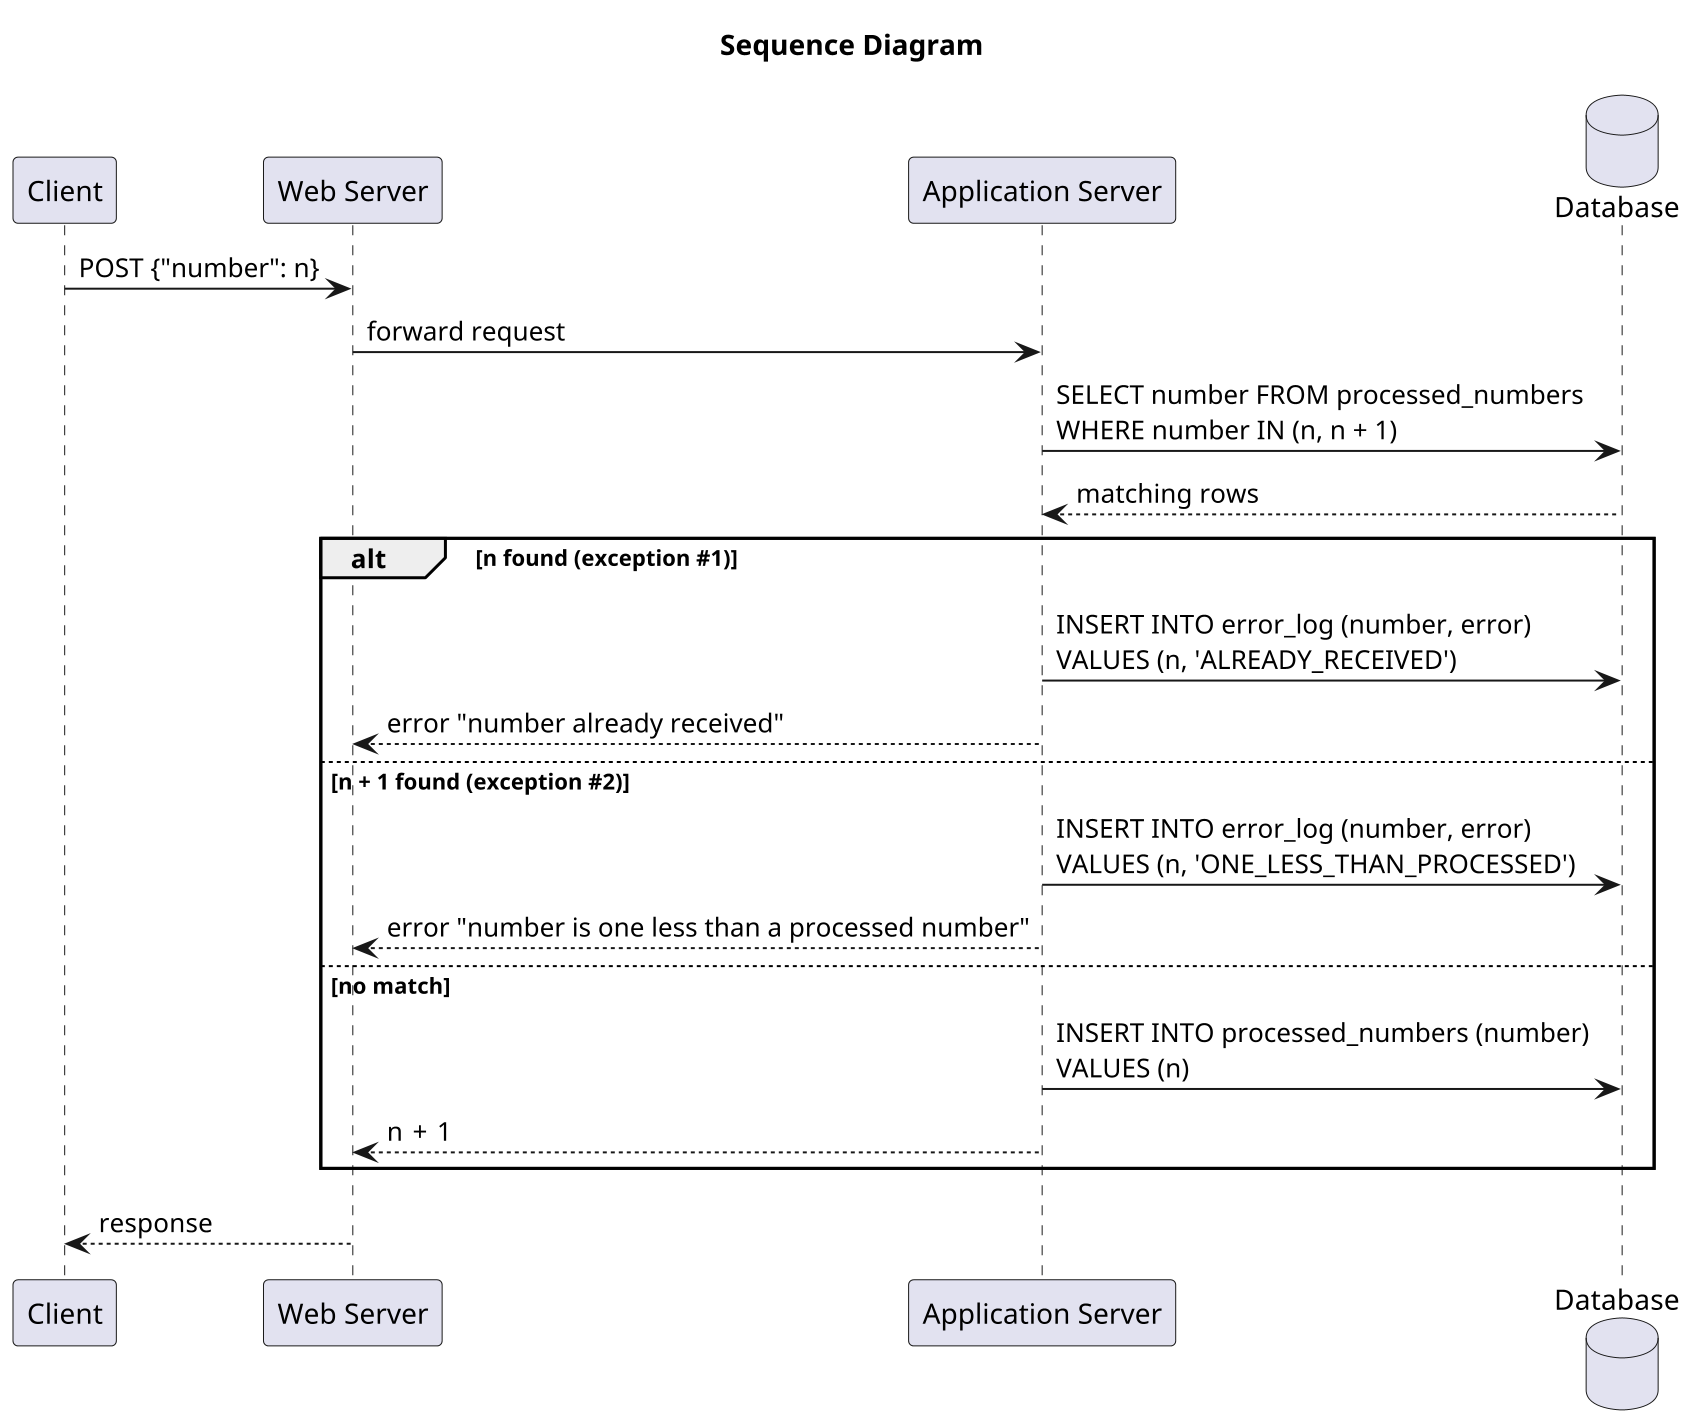 Sequence Diagram
Client
Web Server
Application Server
Database
POST {"number": n}
forward request
SELECT number FROM processed_numbers
WHERE number IN (n, n + 1)
matching rows
alt
[n found (exception #1)]
INSERT INTO error_log (number, error)
VALUES (n, 'ALREADY_RECEIVED')
error "number already received"
[n + 1 found (exception #2)]
INSERT INTO error_log (number, error)
VALUES (n, 'ONE_LESS_THAN_PROCESSED')
error "number is one less than a processed number"
[no match]
INSERT INTO processed_numbers (number)
VALUES (n)
n + 1
response
Client
Web Server
Application Server
Database